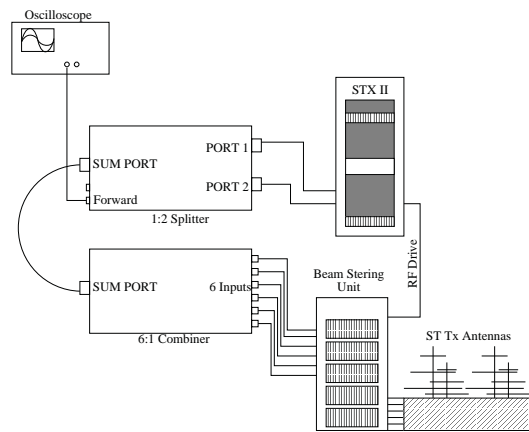 Oscilloscope
STX II
PORT 1
SUM PORT
PORT 2
Forward
1:2 Splitter
RF Drive
Beam Stering
Unit
SUM PORT
6 Inputs
6:1 Combiner
ST Tx Antennas